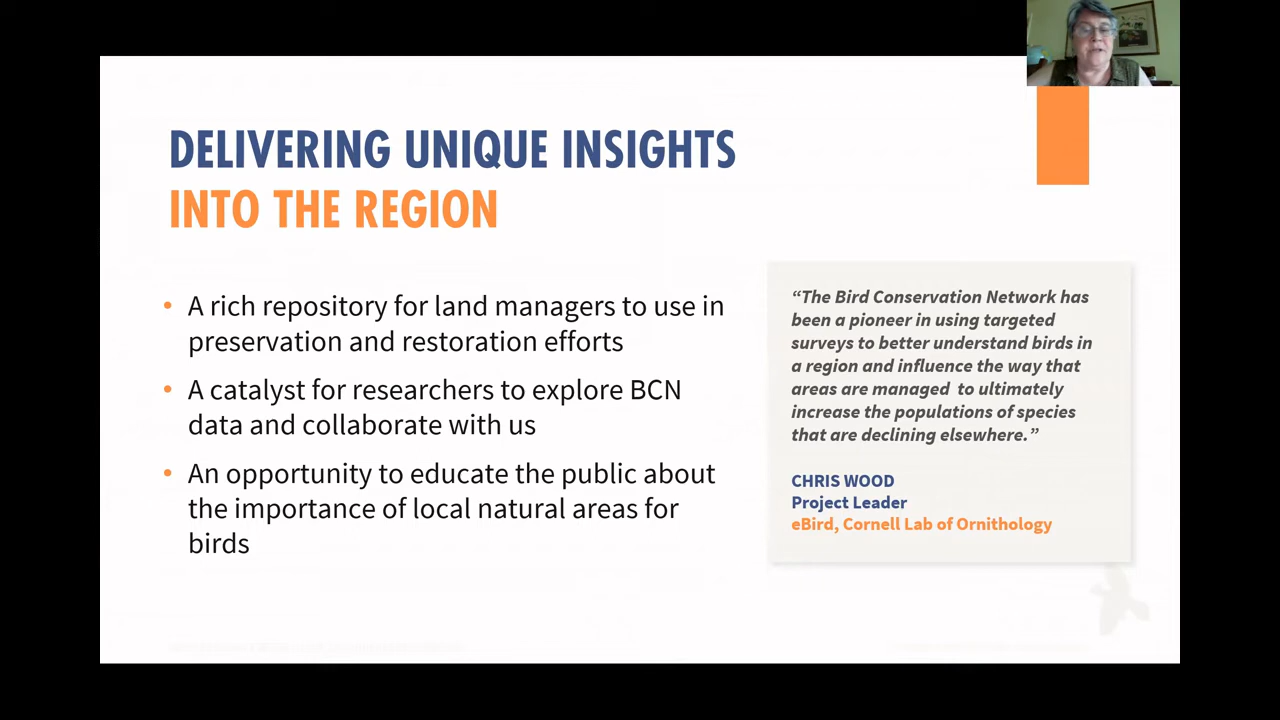 DELIVERING UNIQUE INSIGHTS
INTO THE REGION
• A rich repository for land managers to use in
preservation and restoration efforts
• A catalyst for researchers to explore BCN
data and collaborate with us
• An opportunity to educate the public about
the importance of local natural areas for
birds
“The Bird Conservation Network has
been a pioneer in using targeted
surveys to better understand birds in
a region and influence the way that
areas are managed  to ultimately
increase the populations of species
that are declining elsewhere.”
CHRIS WOOD
Project Leader
eBird, Cornell Lab of Ornithology